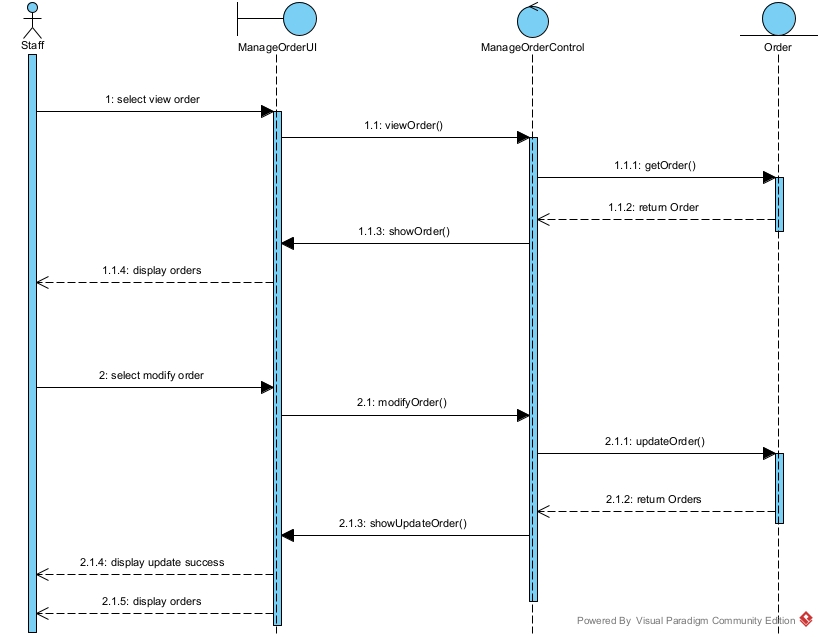 Staff
ManageOrderUI
ManageOrderControl
Order
1: select view order
1.1: viewOrder()
1.1.1: getOrder()
1.1.2: return Order
1.1.3: showOrder()
1.1.4: display orders
2: select modify order
2.1: modifyOrder()
2.1.1: updateOrder()
2.1.2: return Orders
2.1.3: showUpdateOrder()
2.1.4: display update success
2.1.5: display orders
Powered By Visual Paradigm Community Edition